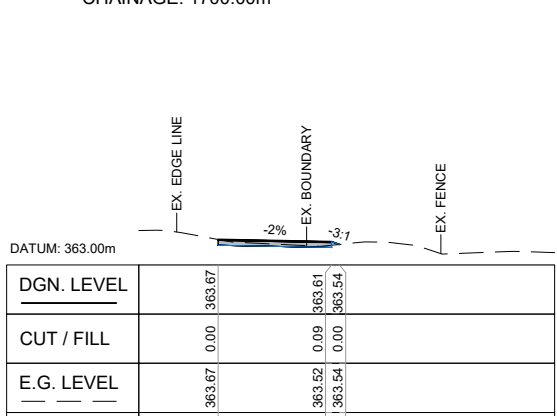 CHAINAGE: 1700.00m
EX. EDGE LINE
EX. BOUNDARY
EX. FENCE
-2%
-3:1
DATUM: 363.00m
DGN. LEVEL 363.67 363.61 363.54
CUT / FILL 0.00 0.09 0.00
E.G. LEVEL 363.67 363.52 363.54